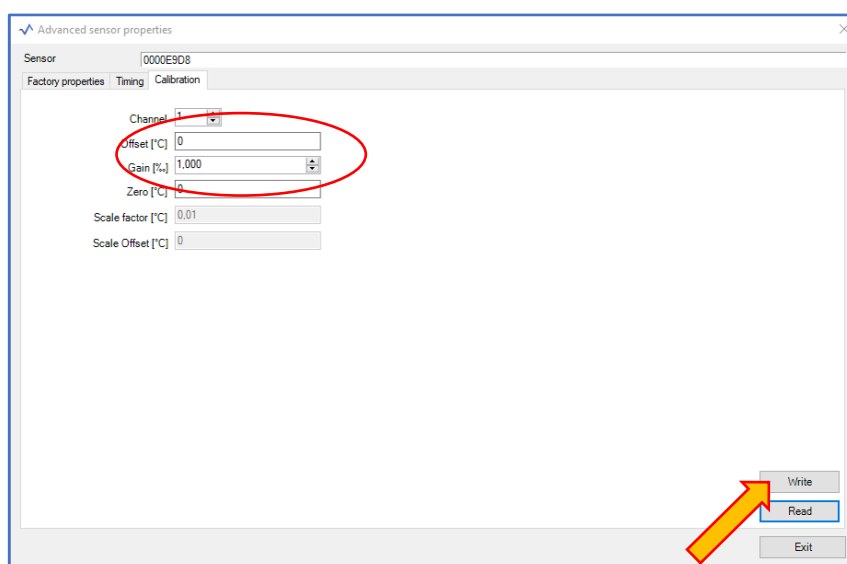 Advanced sensor properties
Sensor 0000E9D8
Factory properties Timing Calibration
Channel 1
Offset [°C] 0
Gain [‰] 1,000
Zero [°C] 0
Scale factor [°C] 0,01
Scale Offset [°C] 0
Write
Read
Exit